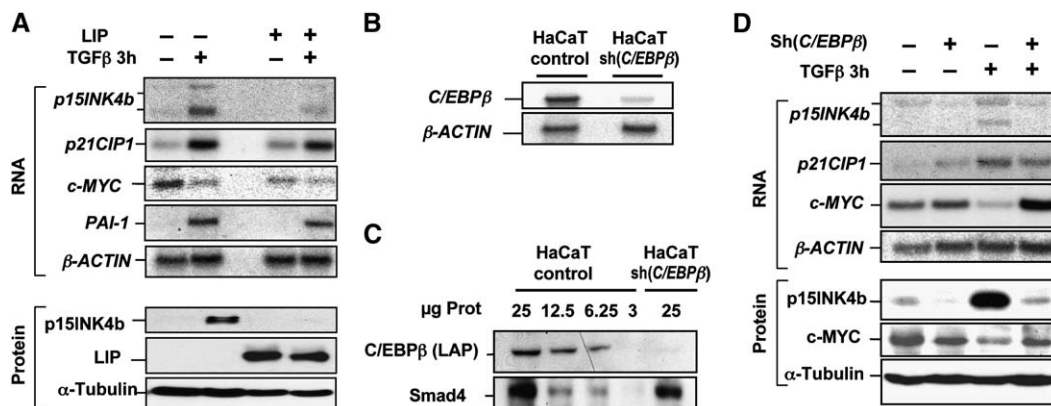 A
LIP – – + +
TGFβ 3h – + – +
RNA
p15INK4b
p21CIP1
c-MYC
PAI-1
β-ACTIN
Protein
p15INK4b
LIP
α-Tubulin
B
HaCaT control
HaCaT sh(C/EBPβ)
C/EBPβ
β-ACTIN
C
HaCaT control
HaCaT sh(C/EBPβ)
µg Prot 25 12.5 6.25 3 25
C/EBPβ (LAP)
Smad4
D
Sh(C/EBPβ) – + – +
TGFβ 3h – – + +
RNA
p15INK4b
p21CIP1
c-MYC
β-ACTIN
Protein
p15INK4b
c-MYC
α-Tubulin